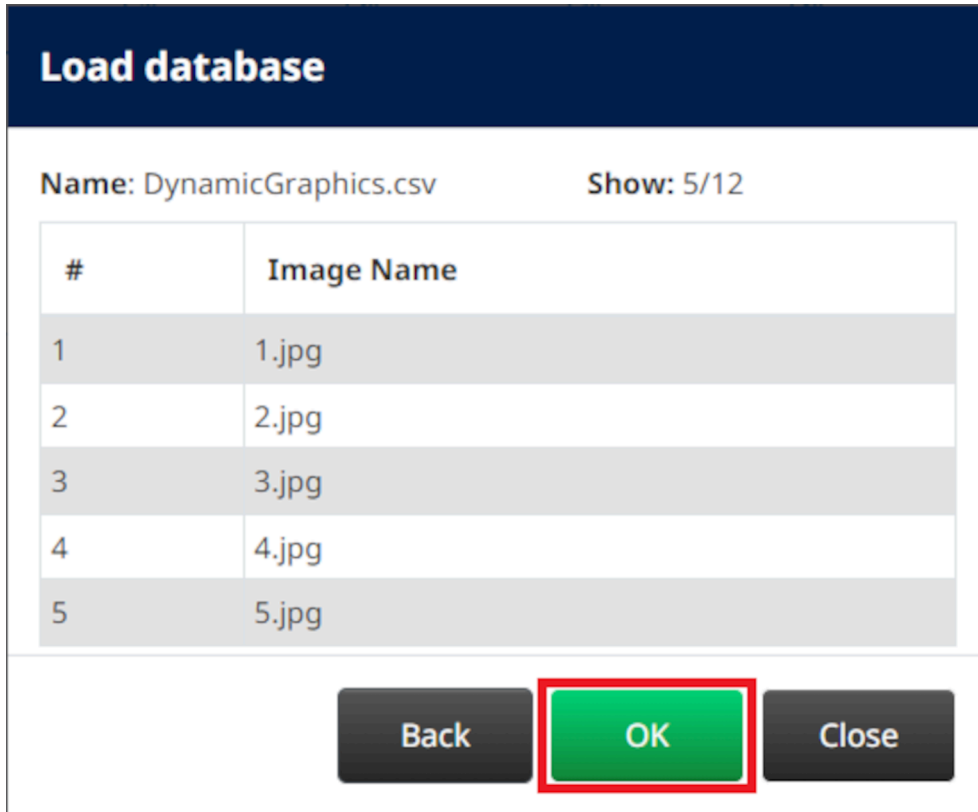 Load database
Name: DynamicGraphics.csv Show: 5/12
# Image Name
1 1.jpg
2 2.jpg
3 3.jpg
4 4.jpg
5 5.jpg
Back OK Close